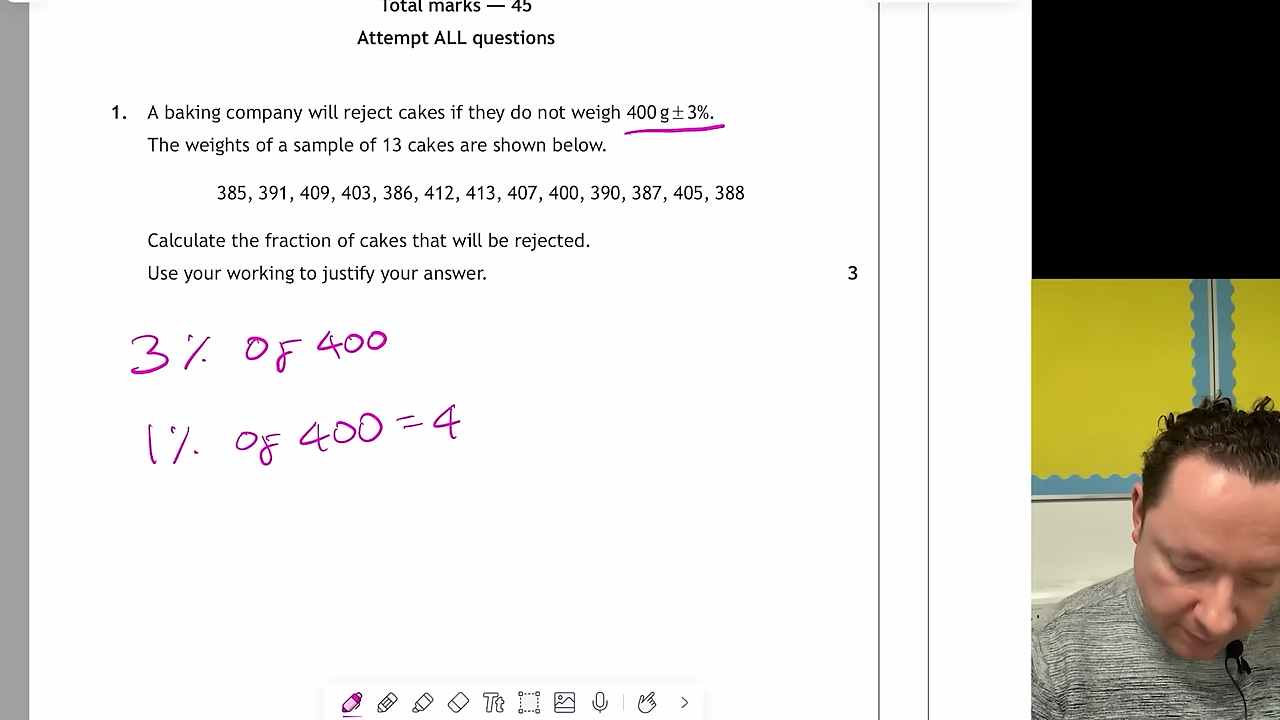 Total marks — 45
Attempt ALL questions
1. A baking company will reject cakes if they do not weigh 400 g ± 3%.
The weights of a sample of 13 cakes are shown below.
385, 391, 409, 403, 386, 412, 413, 407, 400, 390, 387, 405, 388
Calculate the fraction of cakes that will be rejected.
Use your working to justify your answer. 3
3% of 400
1% of 400 = 4
Tt